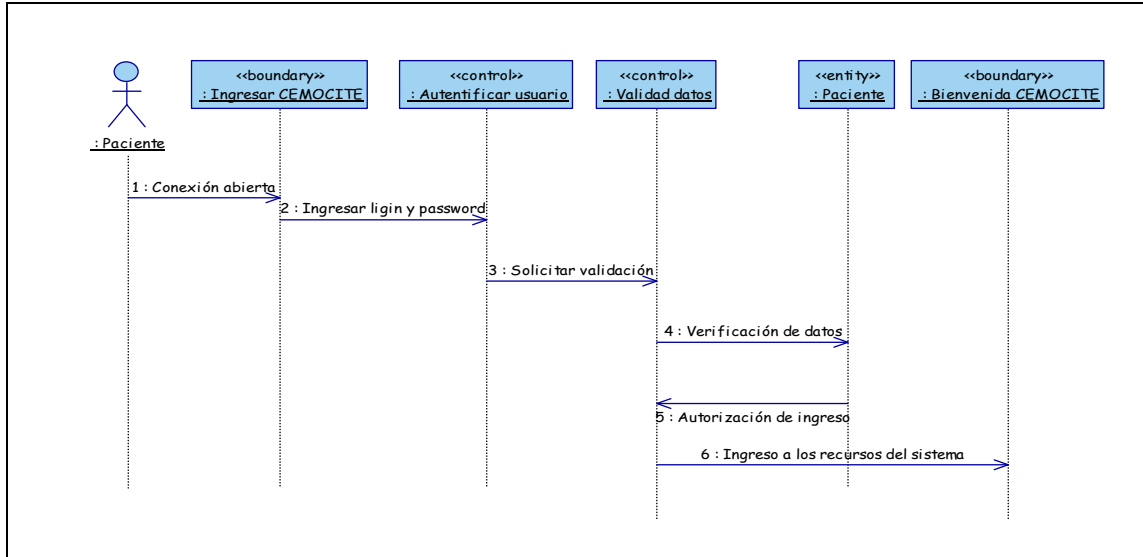 <<boundary>>
: Ingresar CEMOCITE
<<control>>
: Autentificar usuario
<<control>>
: Validad datos
<<entity>>
: Paciente
<<boundary>>
: Bienvenida CEMOCITE
: Paciente
1 : Conexión abierta
2 : Ingresar ligin y password
3 : Solicitar validación
4 : Verificación de datos
5 : Autorización de ingreso
6 : Ingreso a los recursos del sistema